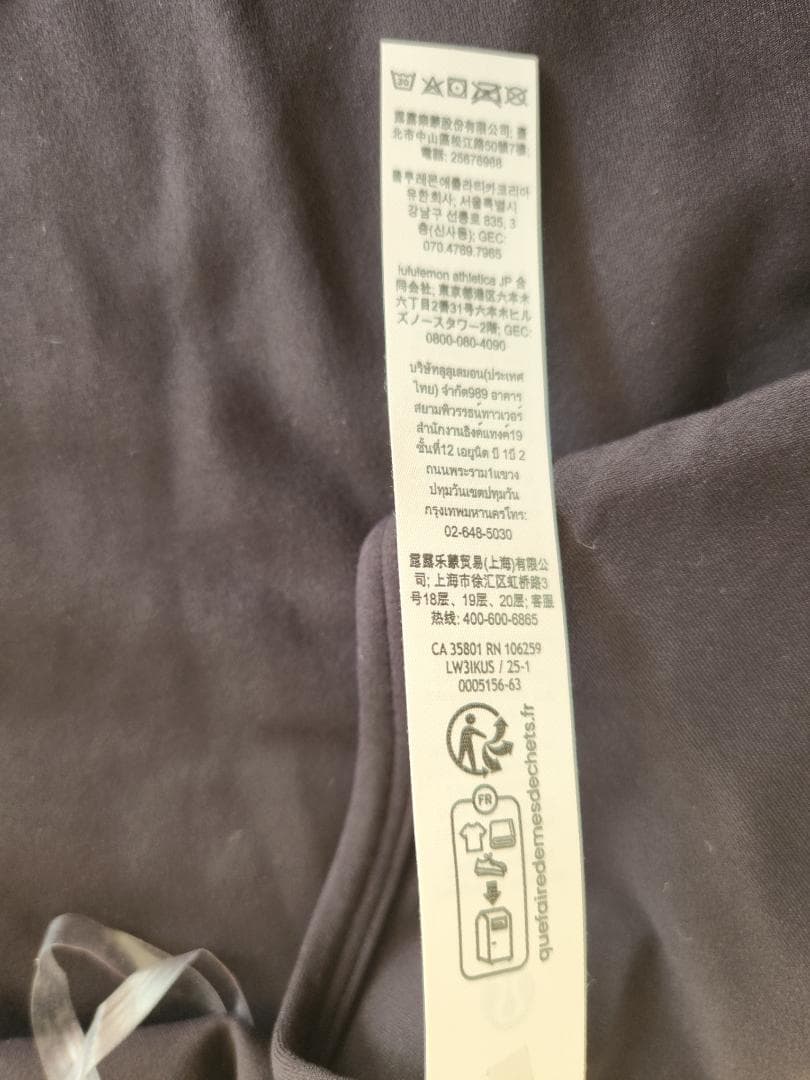 30
露露樂蒙股份有限公司; 臺
北市中山區松江路50號7樓;
電話: 25678988
룰루레몬애틀라티카코리아
유한회사, 서울특별시
강남구 선릉로 835, 3
층(신사동); GEC:
070.4789.7985
lululemon athletica JP 合
同会社, 東京都港区六本木
六丁目2番31号六本木ヒル
ズノースタワー2階; GEC:
0800-080-4090
บริษัทลูลูเลมอน(ประเทศ
ไทย) จำกัด989 อาคาร
สยามพิวรรธน์ทาวเวอร์
สำนักงานอิงค์แทงค์19
ชั้นที่12 เอยูนิต ปี 1ปี 2
ถนนพระราม1แขวง
ปทุมวันเขตปทุมวัน
กรุงเทพมหานครโทร:
02-648-5030
露露乐蒙贸易(上海)有限公
司; 上海市徐汇区虹桥路3
号18层、19层、20层; 客服
热线: 400-600-6865
CA 35801 RN 106259
LW3IKUS / 25-1
0005156-63
FR
quefairedemesdechets.fr